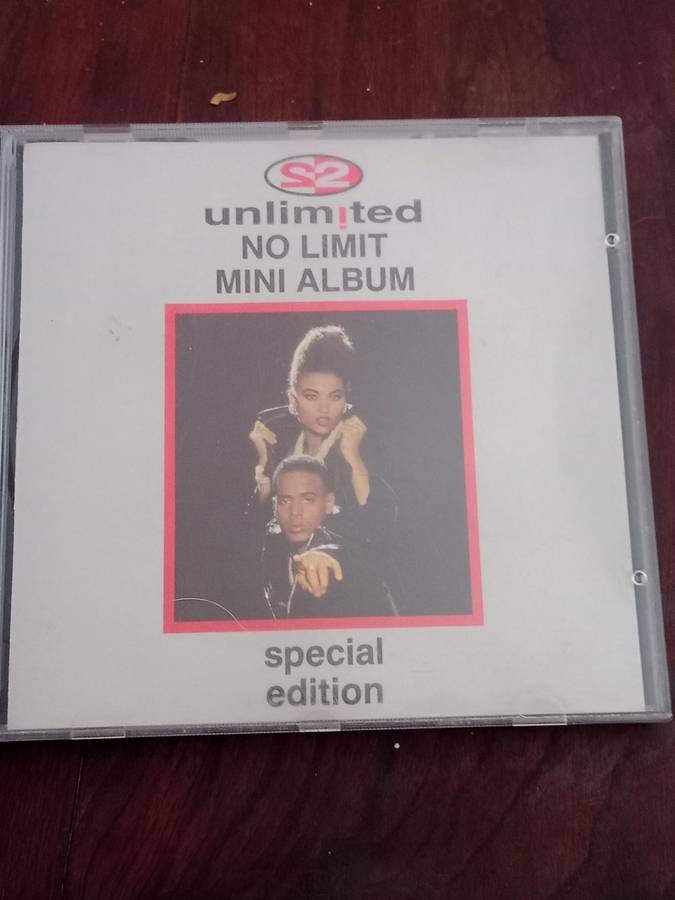 2
unlimited
NO LIMIT
MINI ALBUM
special
edition